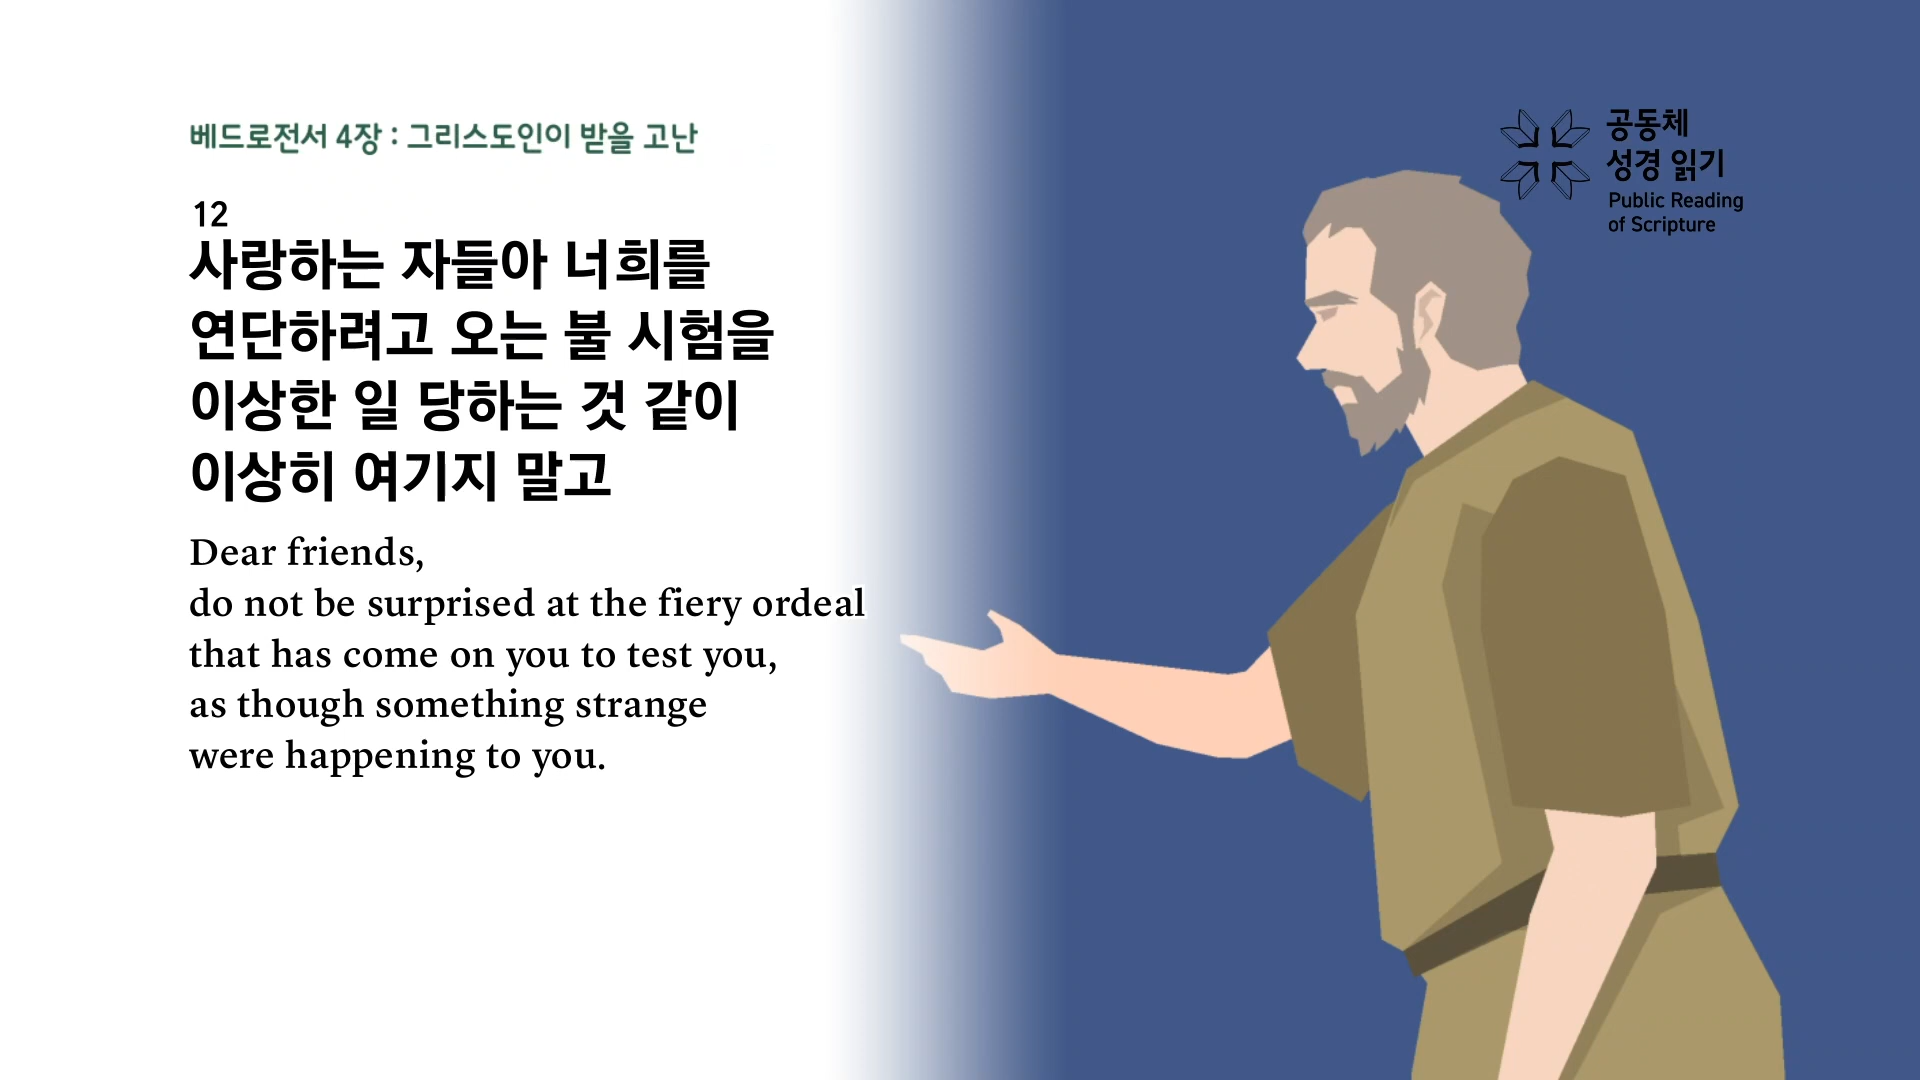 베드로전서 4장 : 그리스도인이 받을 고난
12
사랑하는 자들아 너희를
연단하려고 오는 불 시험을
이상한 일 당하는 것 같이
이상히 여기지 말고
Dear friends,
do not be surprised at the fiery ordeal
that has come on you to test you,
as though something strange
were happening to you.
공동체
성경 읽기
Public Reading
of Scripture